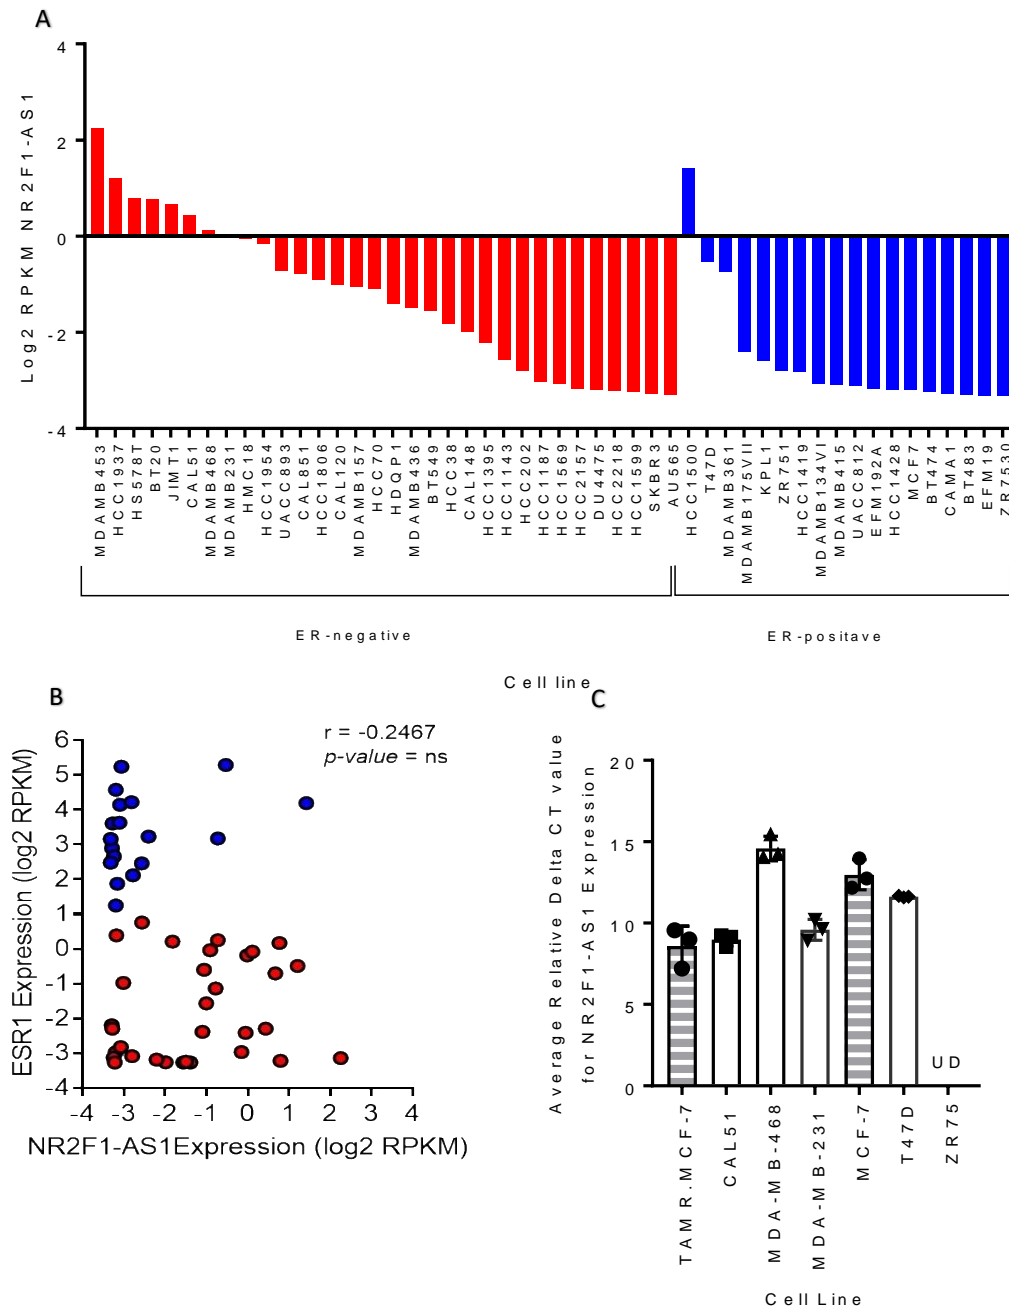 A
Log2 RPKM NR2F1-AS1
4
2
0
-2
-4
MDAMB453
HCC1937
HS578T
BT20
JIMT1
CAL51
MDAMB468
MDAMB231
HMC18
HCC1954
UACC893
CAL851
HCC1806
CAL120
MDAMB157
HCC70
HDQP1
MDAMB436
BT549
HCC38
CAL148
HCC1395
HCC1143
HCC202
HCC1187
HCC1569
HCC2157
DU4475
HCC2218
HCC1599
SKBR3
AU565
HCC1500
T47D
MDAMB361
MDAMB175VII
KPL1
ZR751
HCC1419
MDAMB134VI
MDAMB415
UACC812
EFM192A
HCC1428
MCF7
BT474
CAMA1
BT483
EFM19
ZR7530
ER-negative
ER-positave
Cell line
B
r = -0.2467
p-value = ns
ESR1 Expression (log2 RPKM)
6
5
4
3
2
1
0
-1
-2
-3
-4
-4 -3 -2 -1 0 1 2 3 4
NR2F1-AS1Expression (log2 RPKM)
C
Average Relative Delta CT value
for NR2F1-AS1 Expression
20
15
10
5
0
UD
TAMR.MCF-7
CAL51
MDA-MB-468
MDA-MB-231
MCF-7
T47D
ZR75
Cell Line